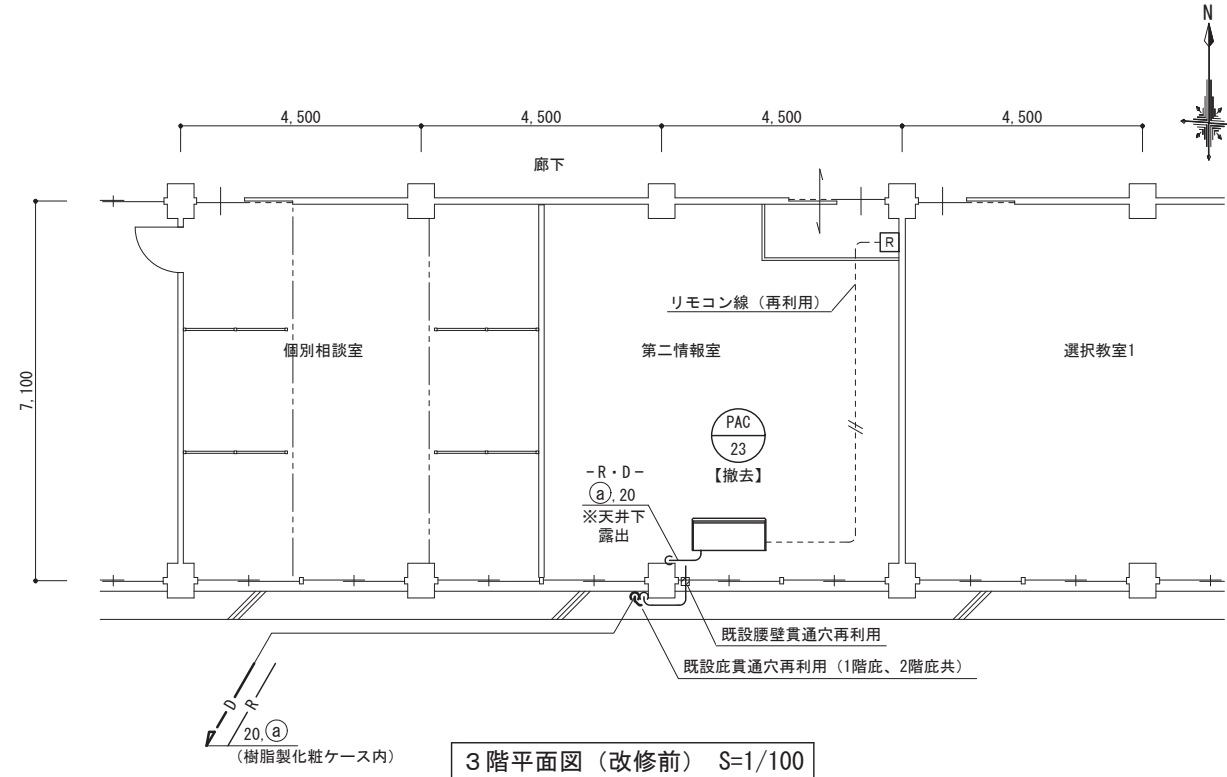 N
4,500
4,500
4,500
4,500
廊下
R
リモコン線（再利用）
個別相談室
第二情報室
選択教室1
7,100
PAC
23
【撤去】
-R・D-
ⓐ,20
※天井下
露出
既設腰壁貫通穴再利用
既設庇貫通穴再利用（1階庇、2階庇共）
D
R
20,ⓐ
（樹脂製化粧ケース内）
３階平面図（改修前） S=1/100